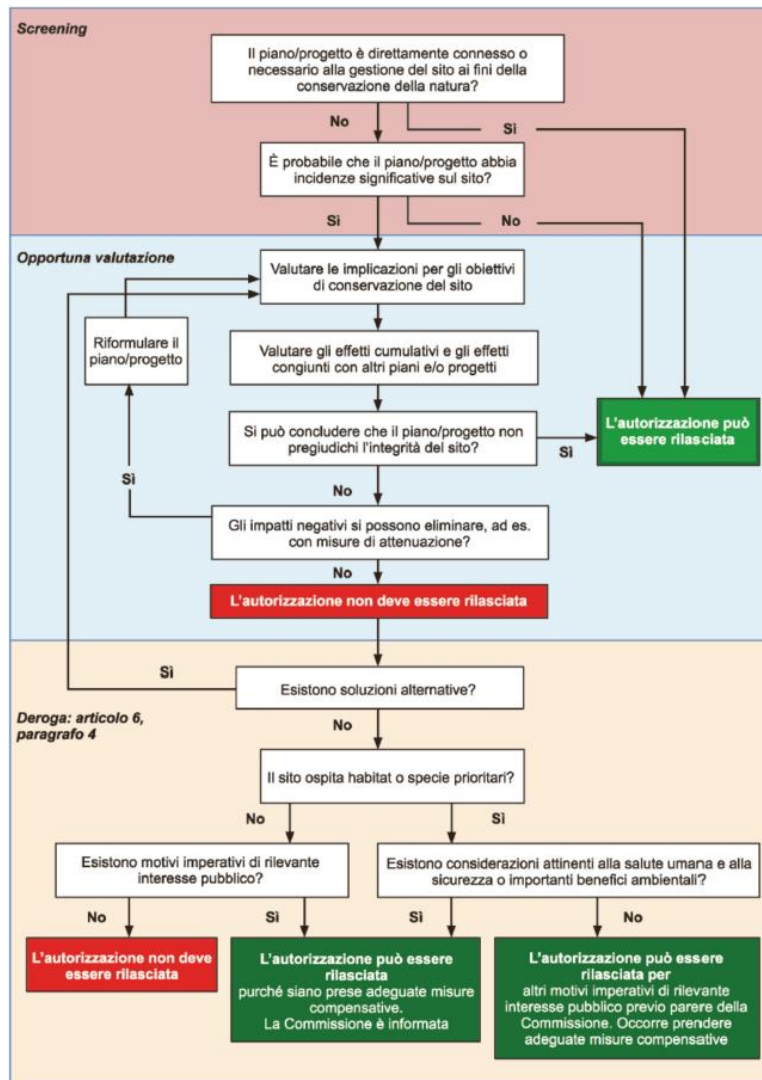 Screening
Il piano/progetto è direttamente connesso o
necessario alla gestione del sito ai fini della
conservazione della natura?
No
Sì
È probabile che il piano/progetto abbia
incidenze significative sul sito?
Sì
No
Opportuna valutazione
Valutare le implicazioni per gli obiettivi
di conservazione del sito
Riformulare il
piano/progetto
Valutare gli effetti cumulativi e gli effetti
congiunti con altri piani e/o progetti
L'autorizzazione può
essere rilasciata
Si può concludere che il piano/progetto non
pregiudichi l'integrità del sito?
Sì
Sì
No
Gli impatti negativi si possono eliminare, ad es.
con misure di attenuazione?
No
L'autorizzazione non deve essere rilasciata
Sì
Esistono soluzioni alternative?
Deroga: articolo 6,
paragrafo 4
No
Il sito ospita habitat o specie prioritari?
No
Sì
Esistono motivi imperativi di rilevante
interesse pubblico?
Esistono considerazioni attinenti alla salute umana e alla
sicurezza o importanti benefici ambientali?
No
Sì
Sì
No
L'autorizzazione non deve
essere rilasciata
L'autorizzazione può essere
rilasciata
purché siano prese adeguate misure
compensative.
La Commissione è informata
L'autorizzazione può essere
rilasciata per
altri motivi imperativi di rilevante
interesse pubblico previo parere della
Commissione. Occorre prendere
adeguate misure compensative